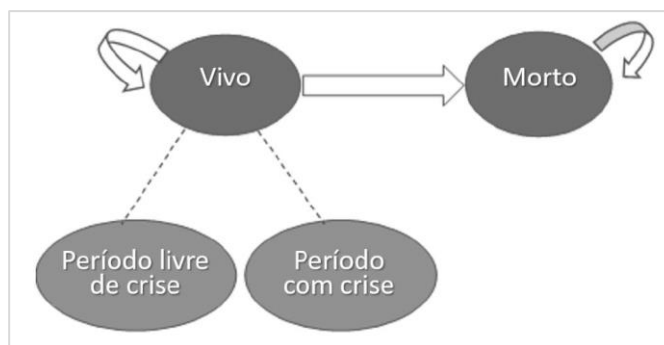 Vivo
Morto
Período livre
de crise
Período
com crise